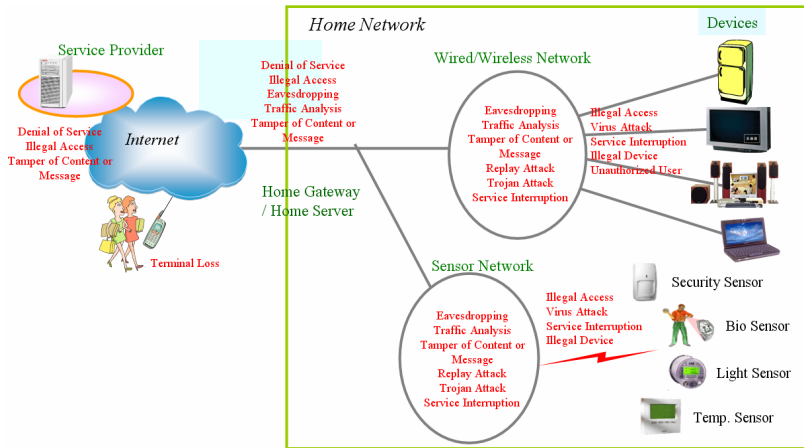 Home Network
Devices
Service Provider
Denial of Service
Illegal Access
Tamper of Content or
Message
Internet
Denial of Service
Illegal Access
Eavesdropping
Traffic Analysis
Tamper of Content or
Message
Home Gateway
/ Home Server
Terminal Loss
Wired/Wireless Network
Eavesdropping
Traffic Analysis
Tamper of Content or
Message
Replay Attack
Trojan Attack
Service Interruption
Illegal Access
Virus Attack
Service Interruption
Illegal Device
Unauthorized User
Sensor Network
Eavesdropping
Traffic Analysis
Tamper of Content or
Message
Replay Attack
Trojan Attack
Service Interruption
Illegal Access
Virus Attack
Service Interruption
Illegal Device
Security Sensor
Bio Sensor
Light Sensor
Temp. Sensor